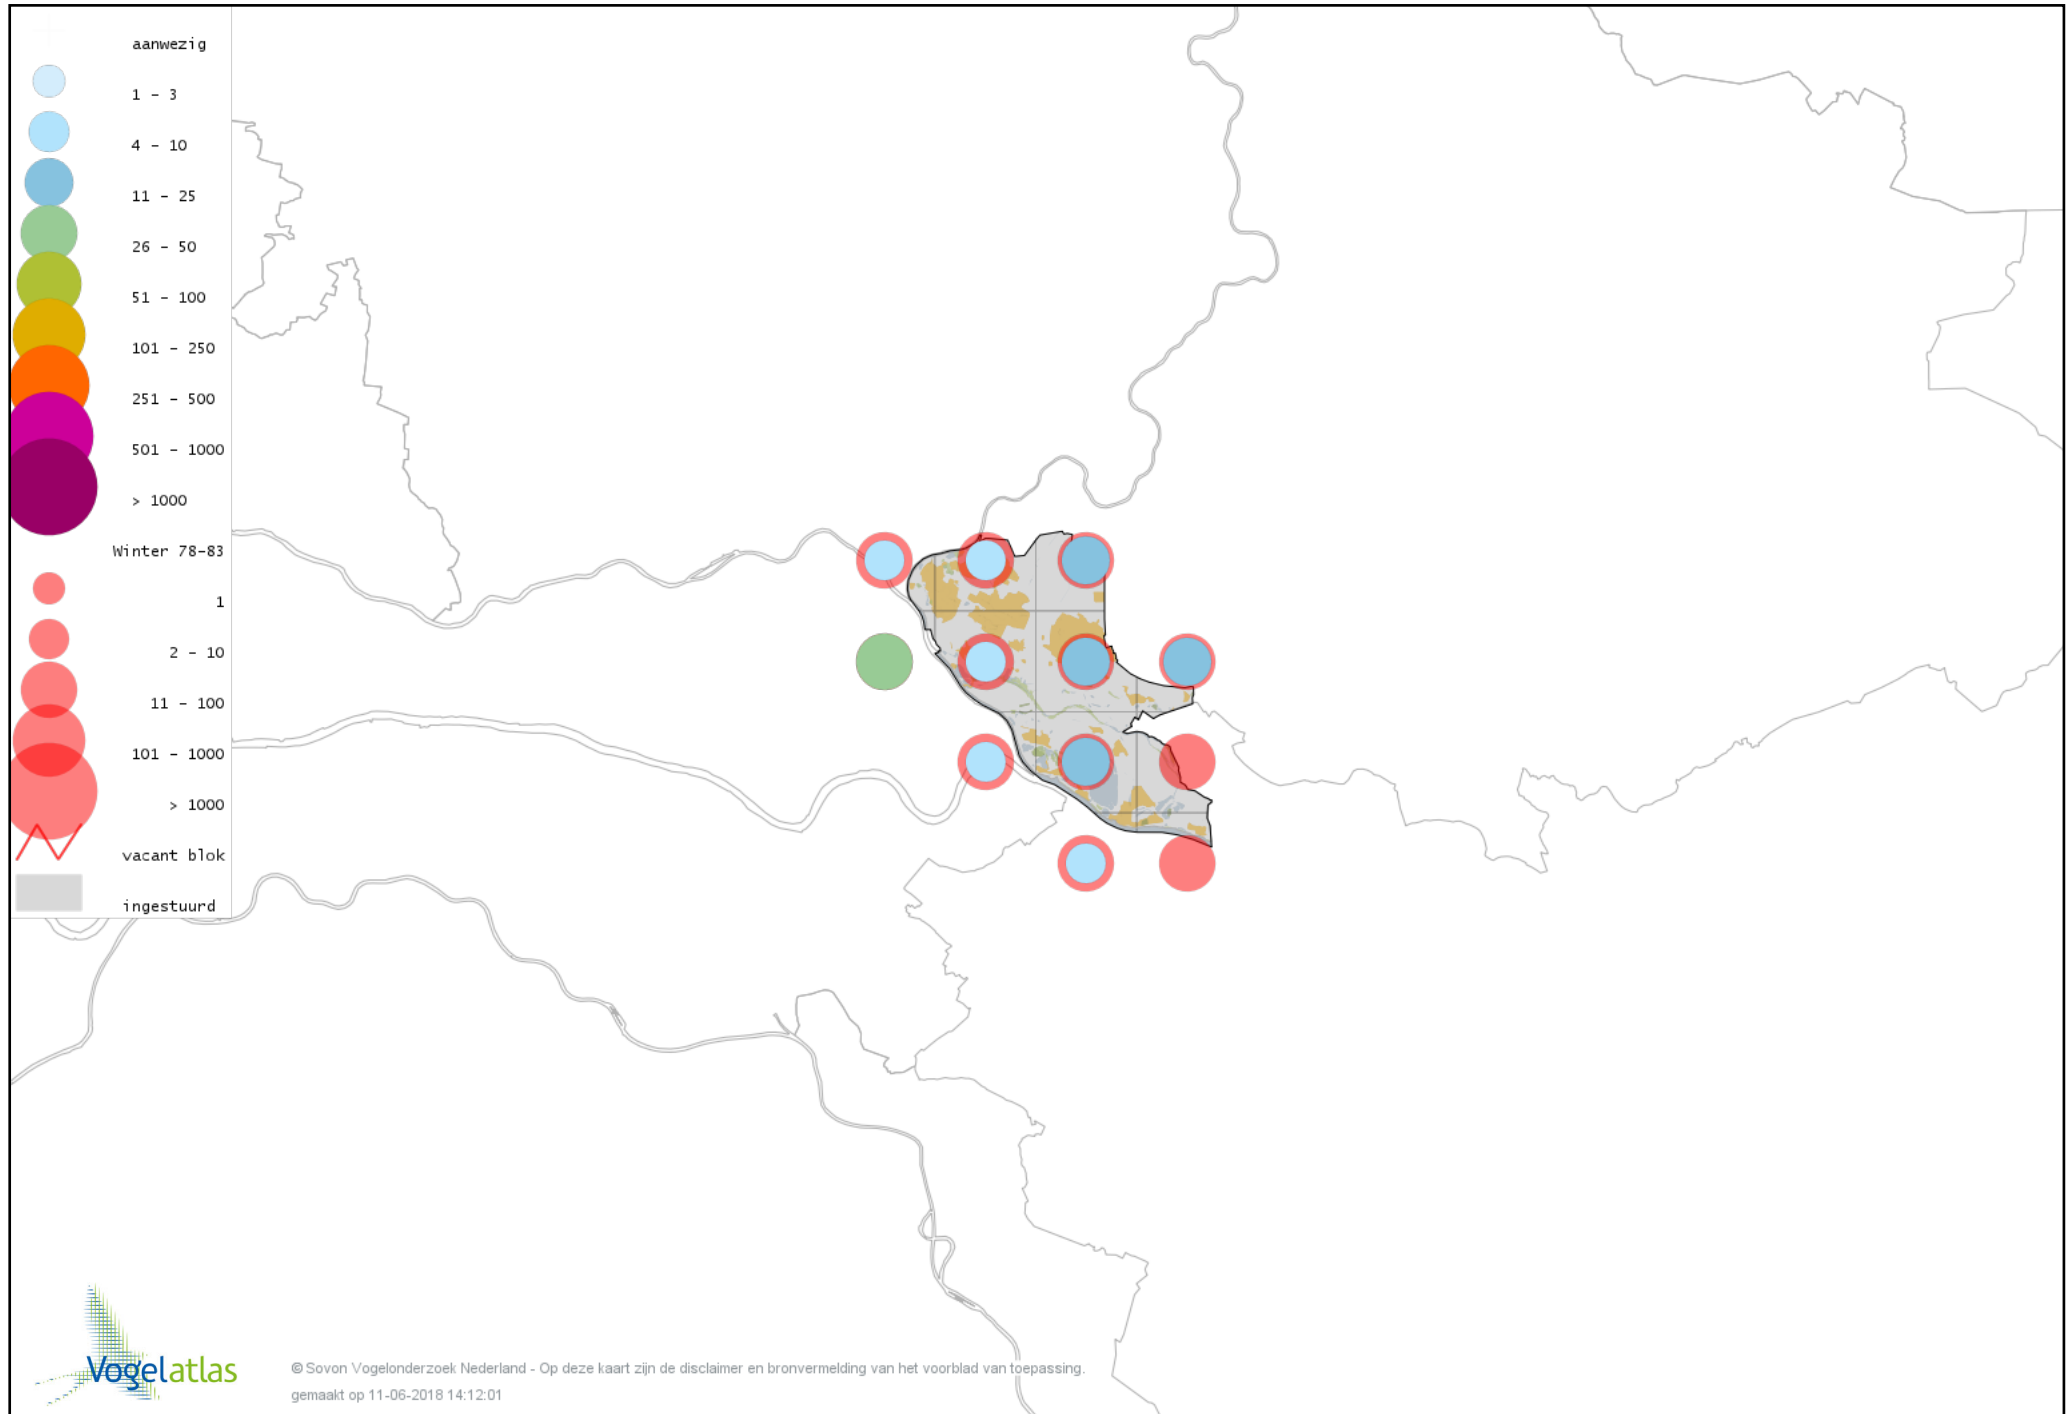 aanwezig
1 - 3
4 - 10
11 - 25
26 - 50
51 - 100
101 - 250
251 - 500
501 - 1000
> 1000
Winter 78-83
1
2 - 10
11 - 100
101 - 1000
> 1000
vacant blok
ingestuurd
Vogelatlas
© Sovon Vogelonderzoek Nederland - Op deze kaart zijn de disclaimer en bronvermelding van het voorblad van toepassing.
gemaakt op 11-06-2018 14:12:01